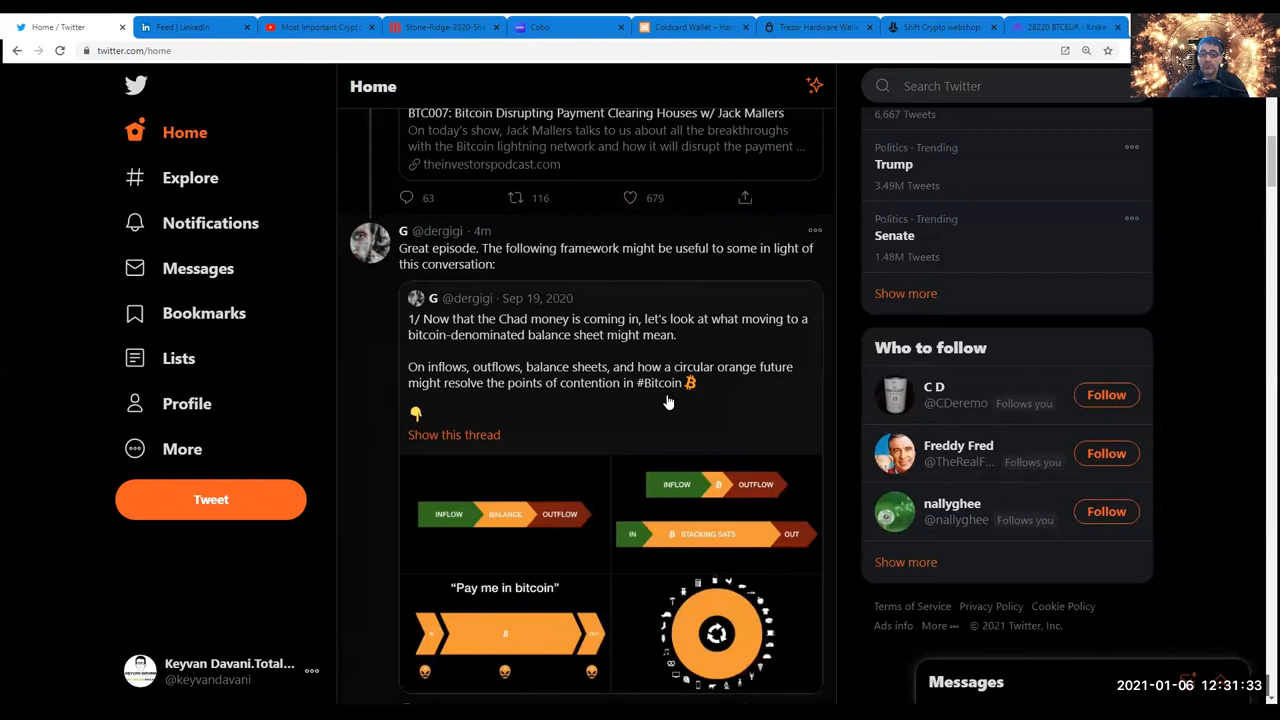 Home / Twitter
Feed | LinkedIn
Most Important Crypto
Stone-Ridge-2020-Sha
Cobo
Coldcard Wallet – Har
Trezor Hardware Walle
Shift Crypto webshop
28220 BTCEUR – Krake
twitter.com/home
Home
Explore
Notifications
Messages
Bookmarks
Lists
Profile
More
Tweet
Keyvan Davani.Total...
@keyvandavani
Home
BTC007: Bitcoin Disrupting Payment Clearing Houses w/ Jack Mallers
On today's show, Jack Mallers talks to us about all the breakthroughs
with the Bitcoin lightning network and how it will disrupt the payment ...
theinvestorspodcast.com
63 116 679
G @dergigi · 4m
Great episode. The following framework might be useful to some in light of
this conversation:
G @dergigi · Sep 19, 2020
1/ Now that the Chad money is coming in, let's look at what moving to a
bitcoin-denominated balance sheet might mean.
On inflows, outflows, balance sheets, and how a circular orange future
might resolve the points of contention in #Bitcoin
Show this thread
INFLOW BALANCE OUTFLOW
INFLOW ₿ OUTFLOW
IN ₿ STACKING SATS OUT
“Pay me in bitcoin”
IN ₿ OUT
Search Twitter
6,667 Tweets
Politics · Trending
Trump
3.49M Tweets
Politics · Trending
Senate
1.48M Tweets
Show more
Who to follow
C D
@CDeremo Follows you
Follow
Freddy Fred
@TheRealF... Follows you
Follow
nallyghee
@nallyghee Follows you
Follow
Show more
Terms of Service Privacy Policy Cookie Policy
Ads info More ··· © 2021 Twitter, Inc.
Messages
2021-01-06 12:31:33